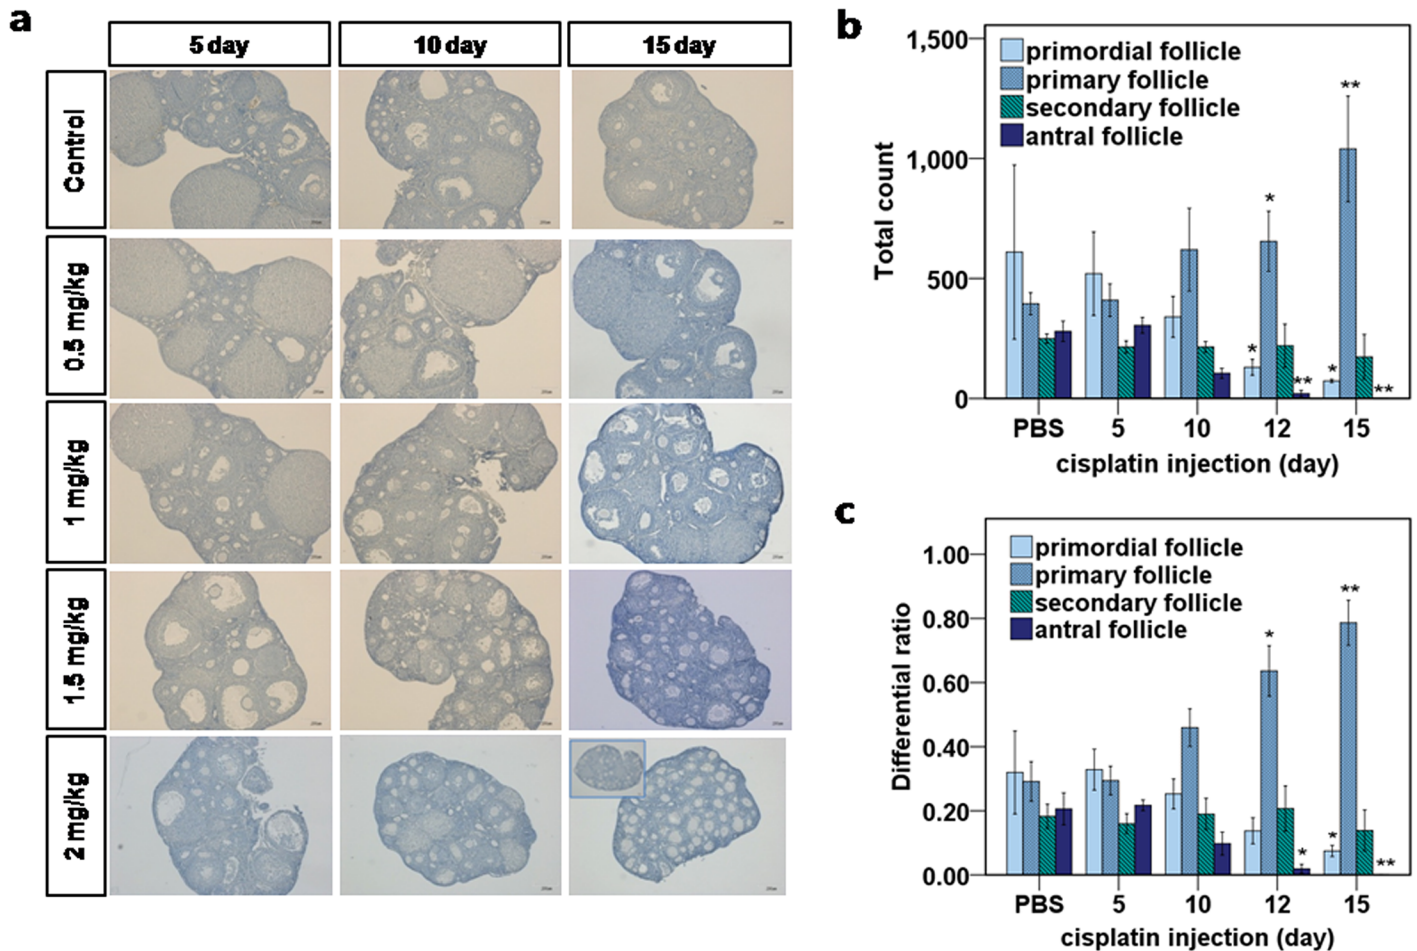 a
5 day
10 day
15 day
Control
0.5 mg/kg
1 mg/kg
1.5 mg/kg
2 mg/kg
b
1,500
1,000
500
0
Total count
primordial follicle
primary follicle
secondary follicle
antral follicle
*
*
**
*
**
**
PBS
5
10
12
15
cisplatin injection (day)
c
1.00
0.80
0.60
0.40
0.20
0.00
Differential ratio
primordial follicle
primary follicle
secondary follicle
antral follicle
*
*
*
**
**
PBS
5
10
12
15
cisplatin injection (day)